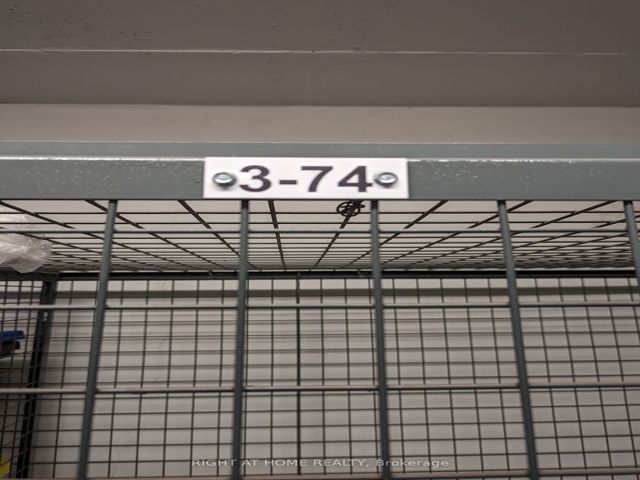 3-74
RIGHT AT HOME REALTY, Brokerage